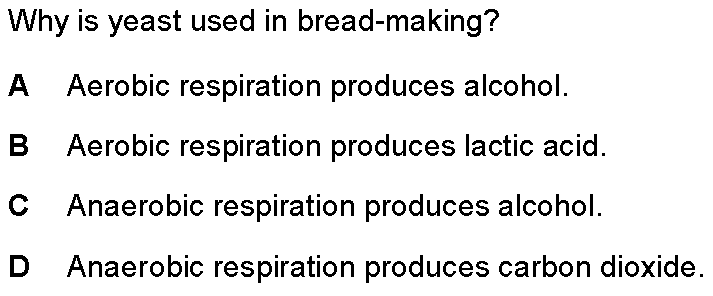 Why is yeast used in bread-making?
A Aerobic respiration produces alcohol.
B Aerobic respiration produces lactic acid.
C Anaerobic respiration produces alcohol.
D Anaerobic respiration produces carbon dioxide.